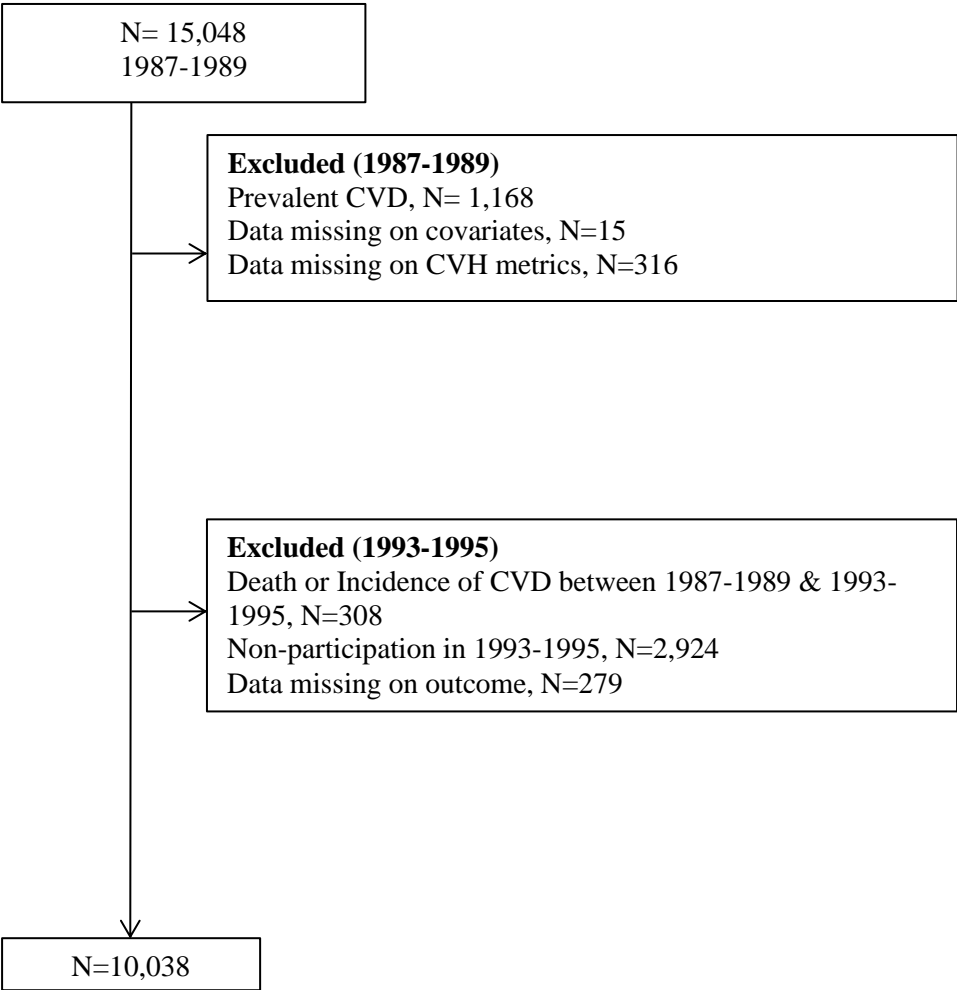 N= 15,048
1987-1989
Excluded (1987-1989)
Prevalent CVD, N= 1,168
Data missing on covariates, N=15
Data missing on CVH metrics, N=316
Excluded (1993-1995)
Death or Incidence of CVD between 1987-1989 & 1993-
1995, N=308
Non-participation in 1993-1995, N=2,924
Data missing on outcome, N=279
N=10,038